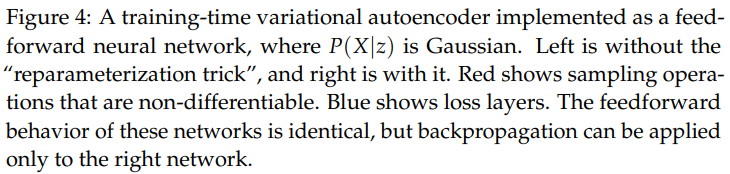 Figure 4: A training-time variational autoencoder implemented as a feed-
forward neural network, where P(X|z) is Gaussian. Left is without the
“reparameterization trick”, and right is with it. Red shows sampling opera-
tions that are non-differentiable. Blue shows loss layers. The feedforward
behavior of these networks is identical, but backpropagation can be applied
only to the right network.